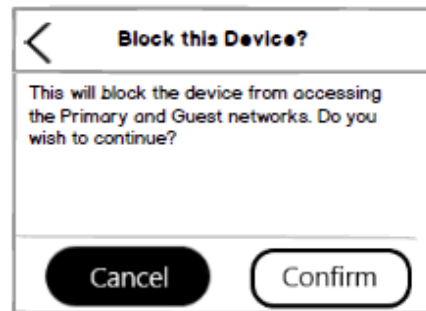 Block this Device?
This will block the device from accessing
the Primary and Guest networks. Do you
wish to continue?
Cancel
Confirm